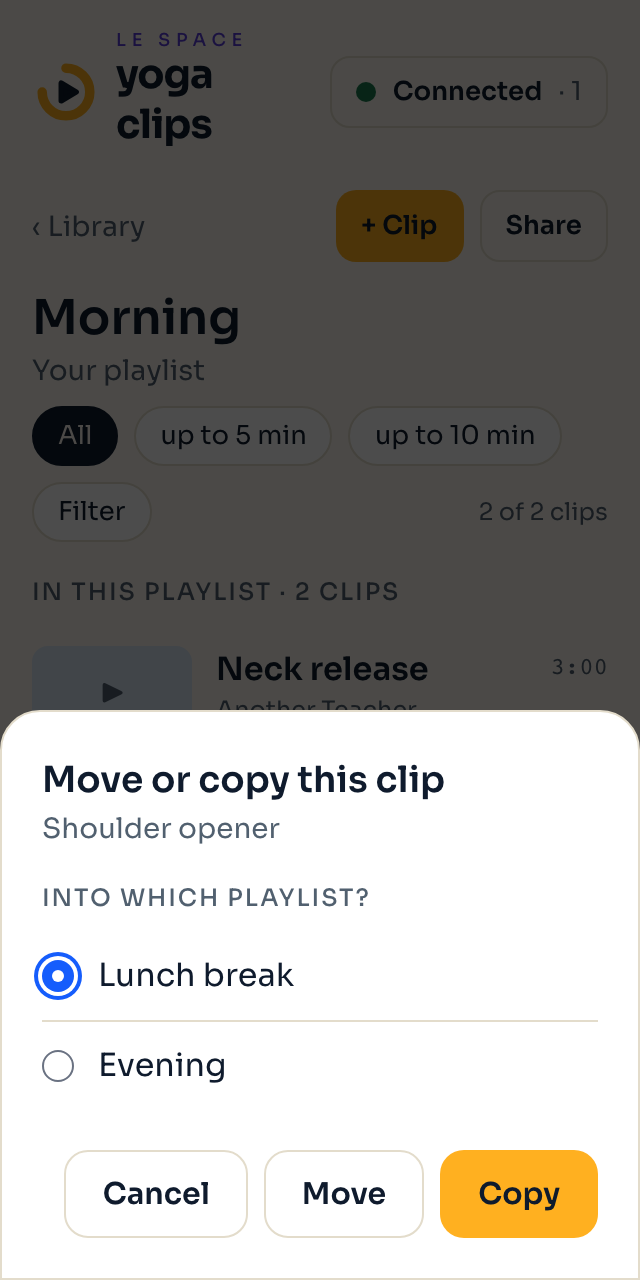 LE SPACE
yoga
clips
Connected · 1
‹ Library
+ Clip
Share
Morning
Your playlist
All
up to 5 min
up to 10 min
Filter
2 of 2 clips
IN THIS PLAYLIST · 2 CLIPS
Neck release
3:00
Another Teacher
Move or copy this clip
Shoulder opener
INTO WHICH PLAYLIST?
Lunch break
Evening
Cancel
Move
Copy